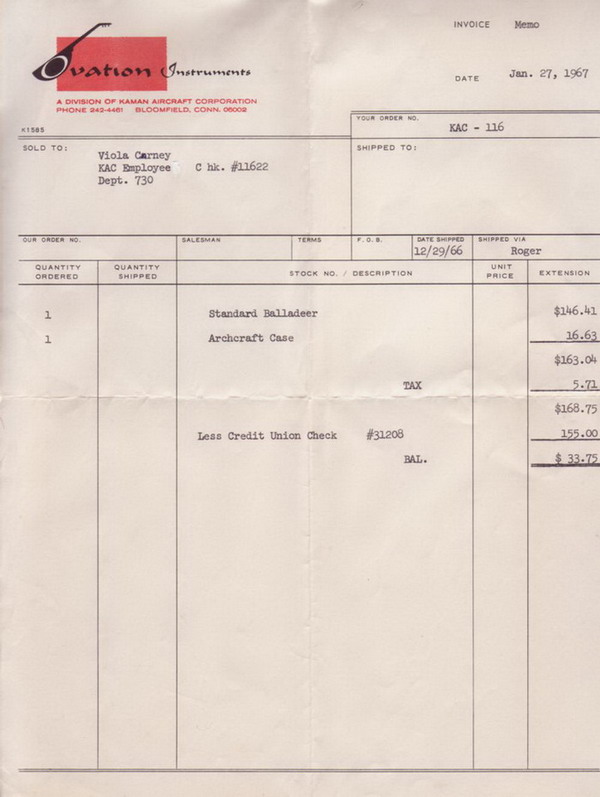 INVOICE Memo
Ovation Instruments
DATE Jan. 27, 1967
A DIVISION OF KAMAN AIRCRAFT CORPORATION
PHONE 242-4461 BLOOMFIELD, CONN. 06002
K1585
YOUR ORDER NO.
KAC - 116
SOLD TO:
Viola Carney
KAC Employee C hk. #11622
Dept. 730
SHIPPED TO:
OUR ORDER NO. SALESMAN TERMS F.O.B. DATE SHIPPED SHIPPED VIA
12/29/66 Roger
QUANTITY ORDERED QUANTITY SHIPPED STOCK NO. / DESCRIPTION UNIT PRICE EXTENSION
1 Standard Balladeer $146.41
1 Archcraft Case 16.63
$163.04
TAX 5.71
$168.75
Less Credit Union Check #31208 155.00
BAL. $ 33.75